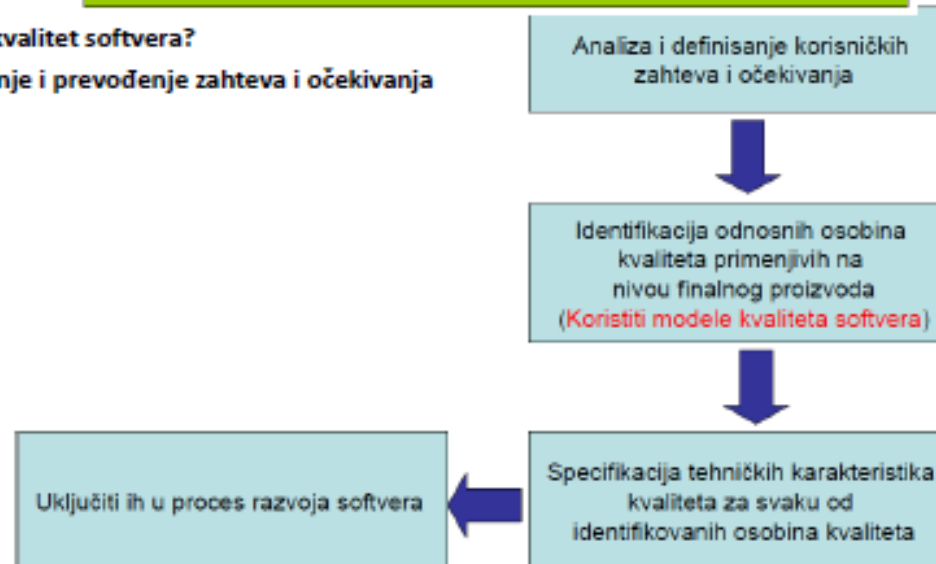 kvalitet softvera?
nje i prevođenje zahteva i očekivanja
Analiza i definisanje korisničkih
zahteva i očekivanja
Identifikacija odnosnih osobina
kvaliteta primenjivih na
nivou finalnog proizvoda
(Koristiti modele kvaliteta softvera)
Specifikacija tehničkih karakteristika
kvaliteta za svaku od
identifikovanih osobina kvaliteta
Uključiti ih u proces razvoja softvera